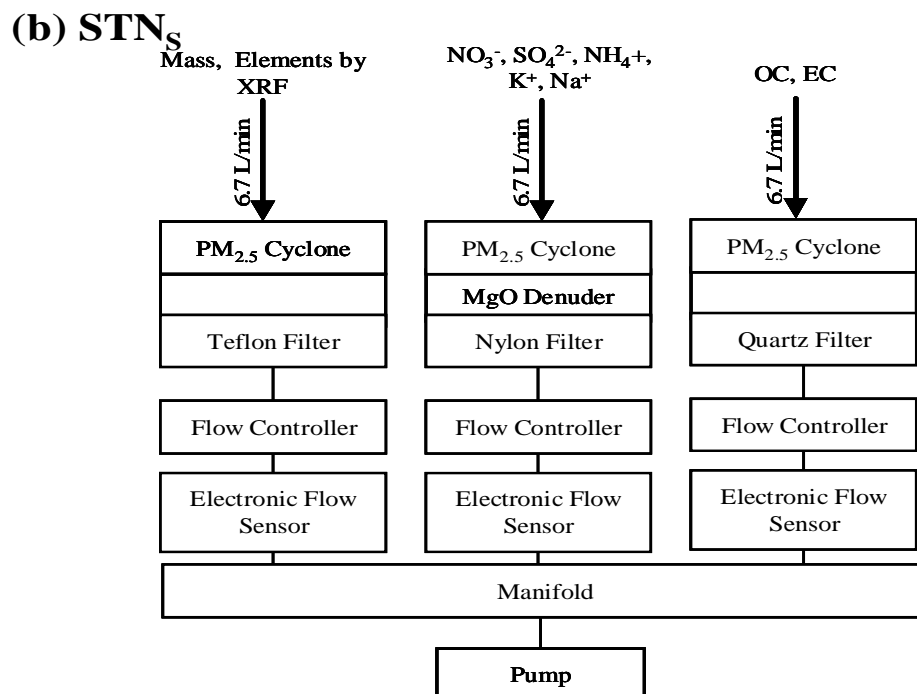 (b) STNS
Mass, Elements by
XRF
NO₃⁻, SO₄²⁻, NH₄+,
K⁺, Na⁺
OC, EC
6.7 L/min
6.7 L/min
6.7 L/min
PM₂.₅ Cyclone
PM₂.₅ Cyclone
PM₂.₅ Cyclone
MgO Denuder
Teflon Filter
Nylon Filter
Quartz Filter
Flow Controller
Flow Controller
Flow Controller
Electronic Flow
Sensor
Electronic Flow
Sensor
Electronic Flow
Sensor
Manifold
Pump